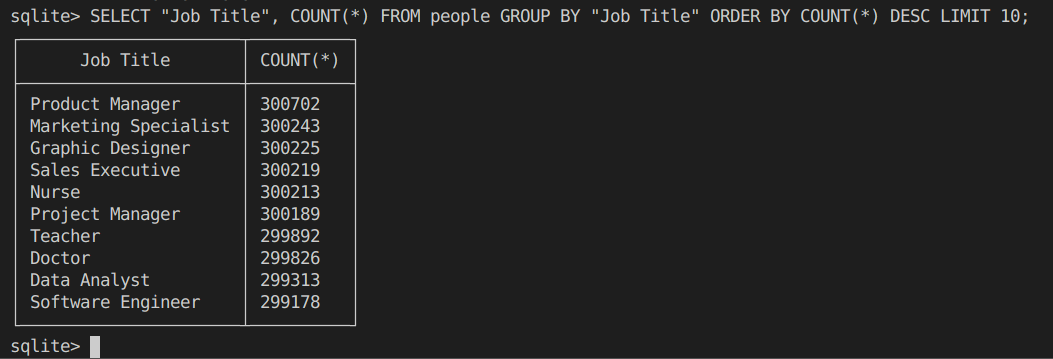 sqlite> SELECT "Job Title", COUNT(*) FROM people GROUP BY "Job Title" ORDER BY COUNT(*) DESC LIMIT 10;
Job Title COUNT(*)
Product Manager 300702
Marketing Specialist 300243
Graphic Designer 300225
Sales Executive 300219
Nurse 300213
Project Manager 300189
Teacher 299892
Doctor 299826
Data Analyst 299313
Software Engineer 299178
sqlite>